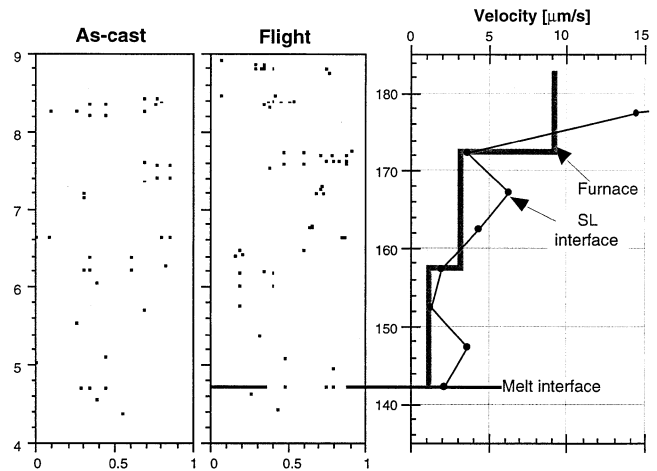 Velocity [μm/s]
As-cast
Flight
0 5 10 15
9
8
7
6
5
4
180
170
160
150
140
Furnace
SL
interface
Melt interface
0 0.5 1
0 0.5 1